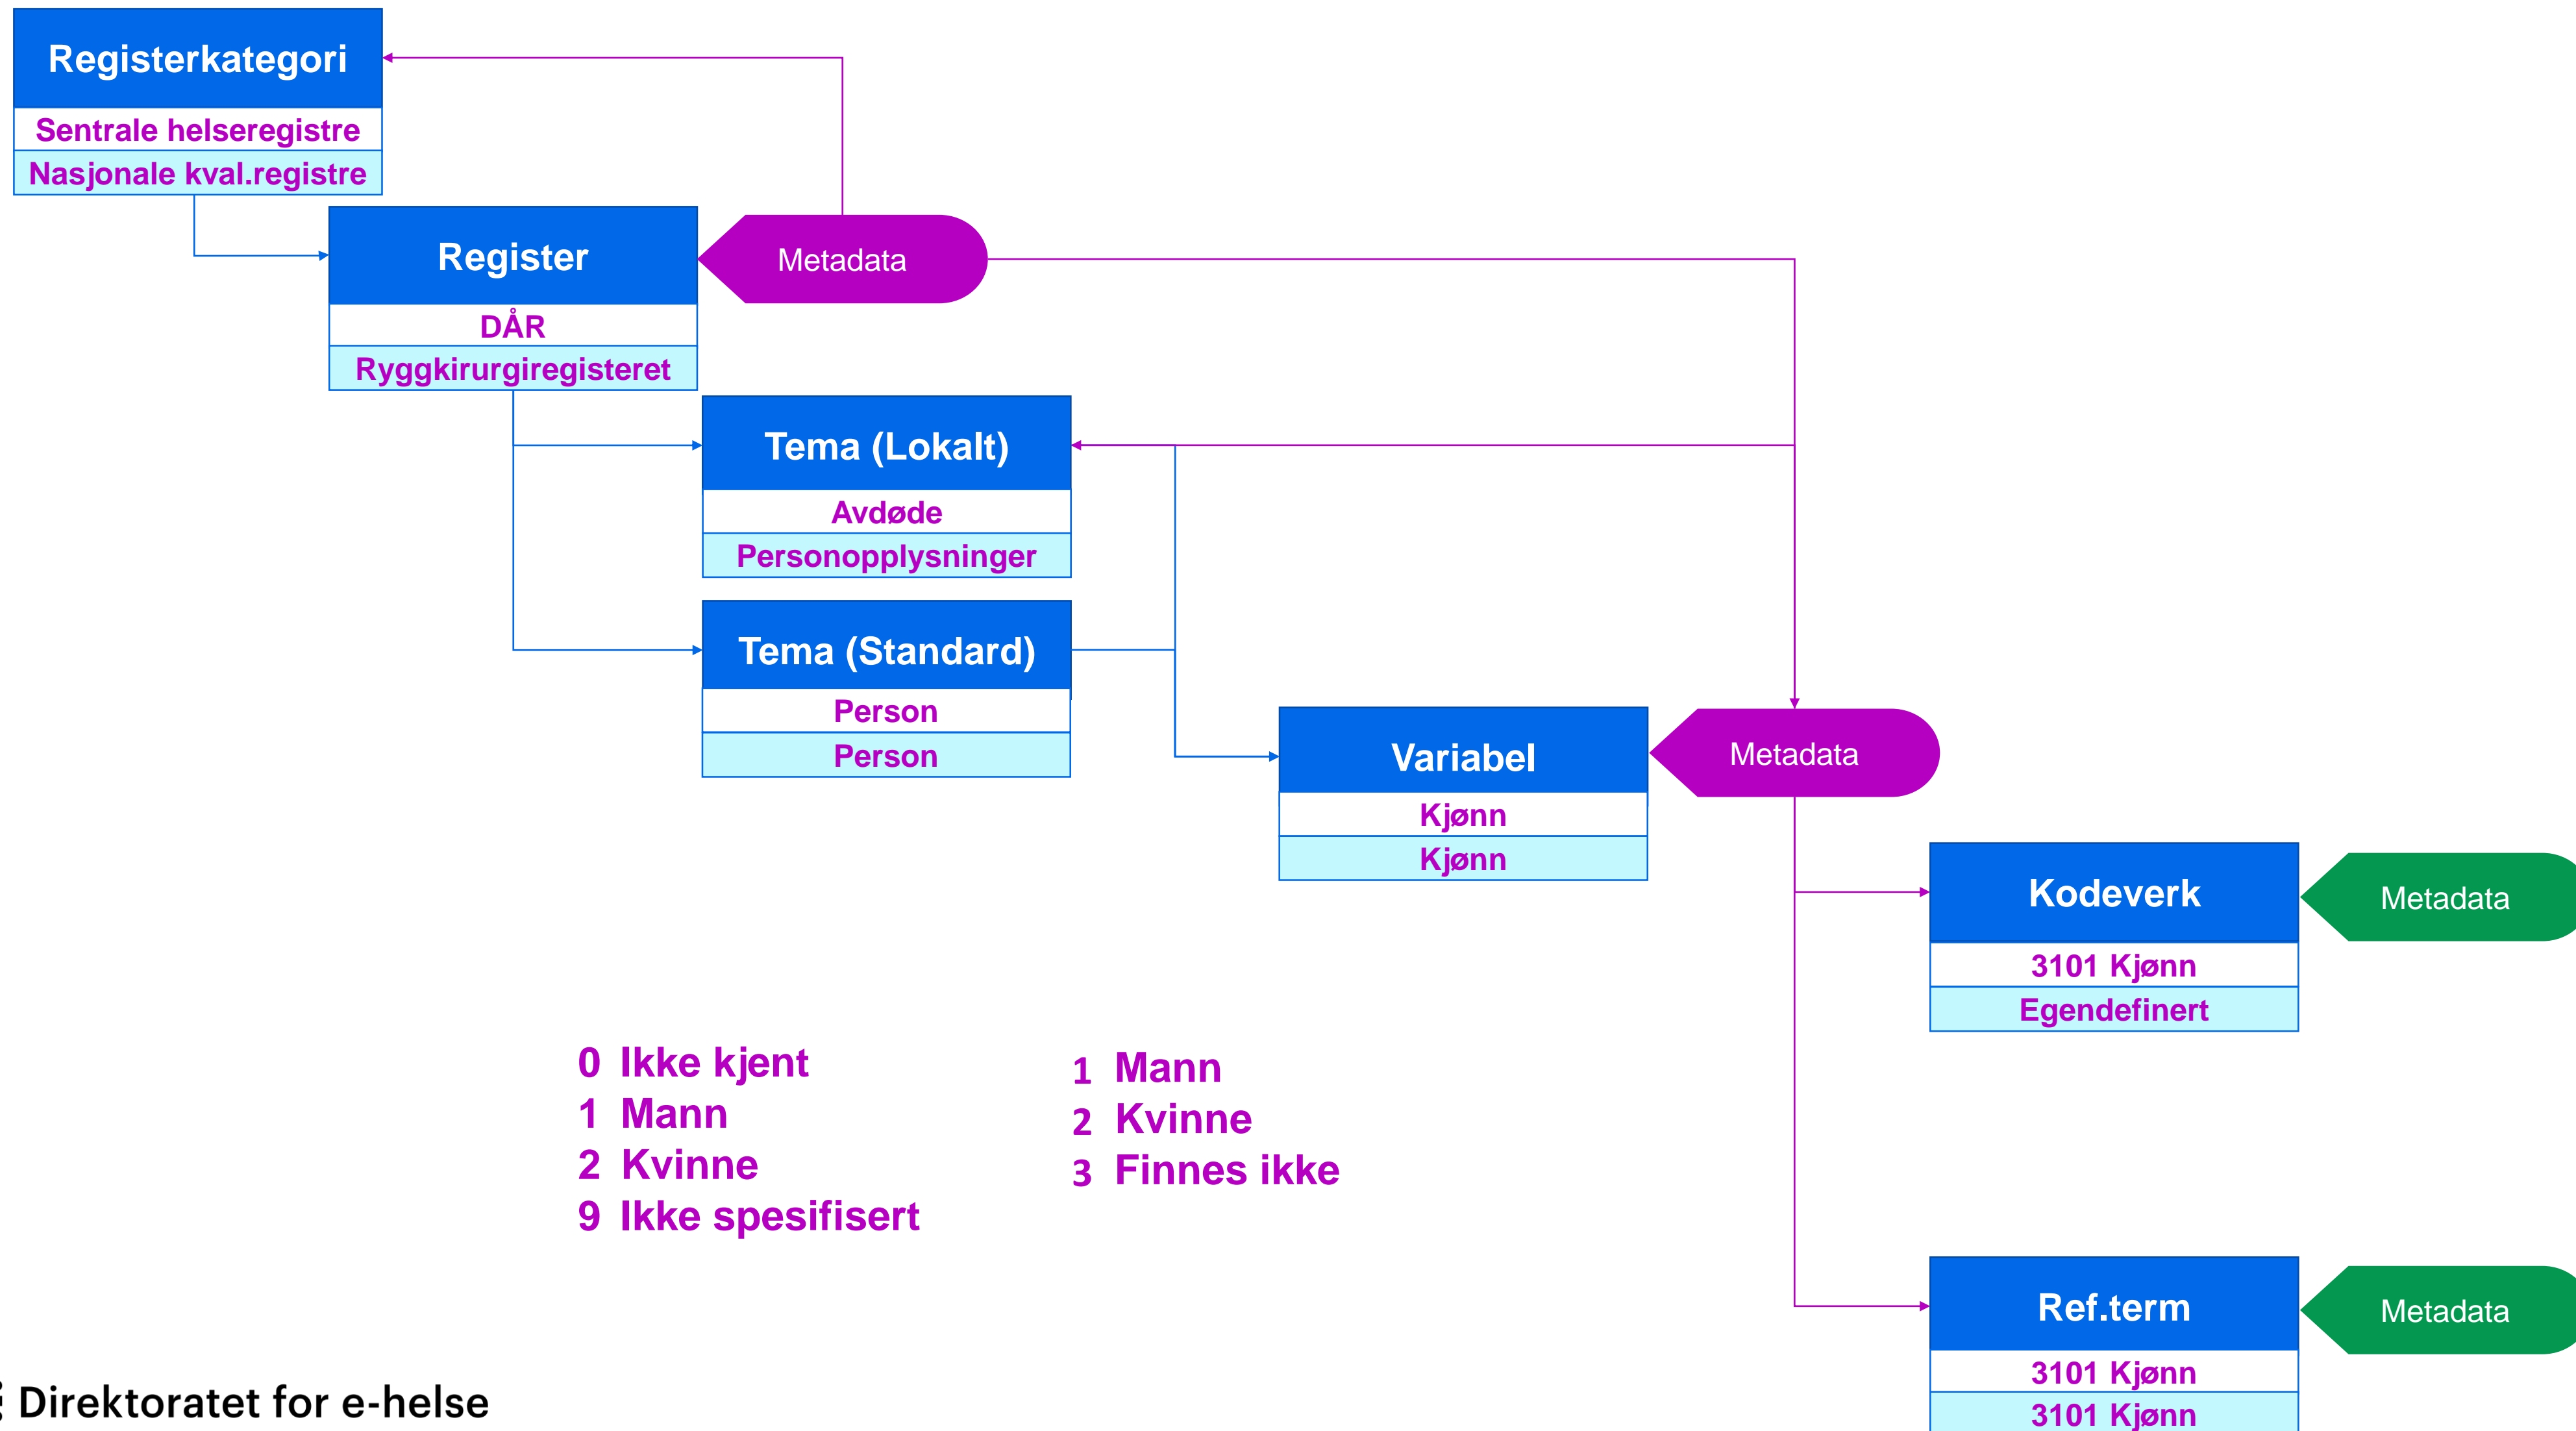 Registerkategori
Sentrale helseregistre
Nasjonale kval.registre
Register
DÅR
Ryggkirurgiregisteret
Metadata
Tema (Lokalt)
Avdøde
Personopplysninger
Tema (Standard)
Person
Person
Variabel
Kjønn
Kjønn
Metadata
Kodeverk
3101 Kjønn
Egendefinert
Metadata
0 Ikke kjent
1 Mann
2 Kvinne
9 Ikke spesifisert
1 Mann
2 Kvinne
3 Finnes ikke
Ref.term
3101 Kjønn
3101 Kjønn
Metadata
Direktoratet for e-helse